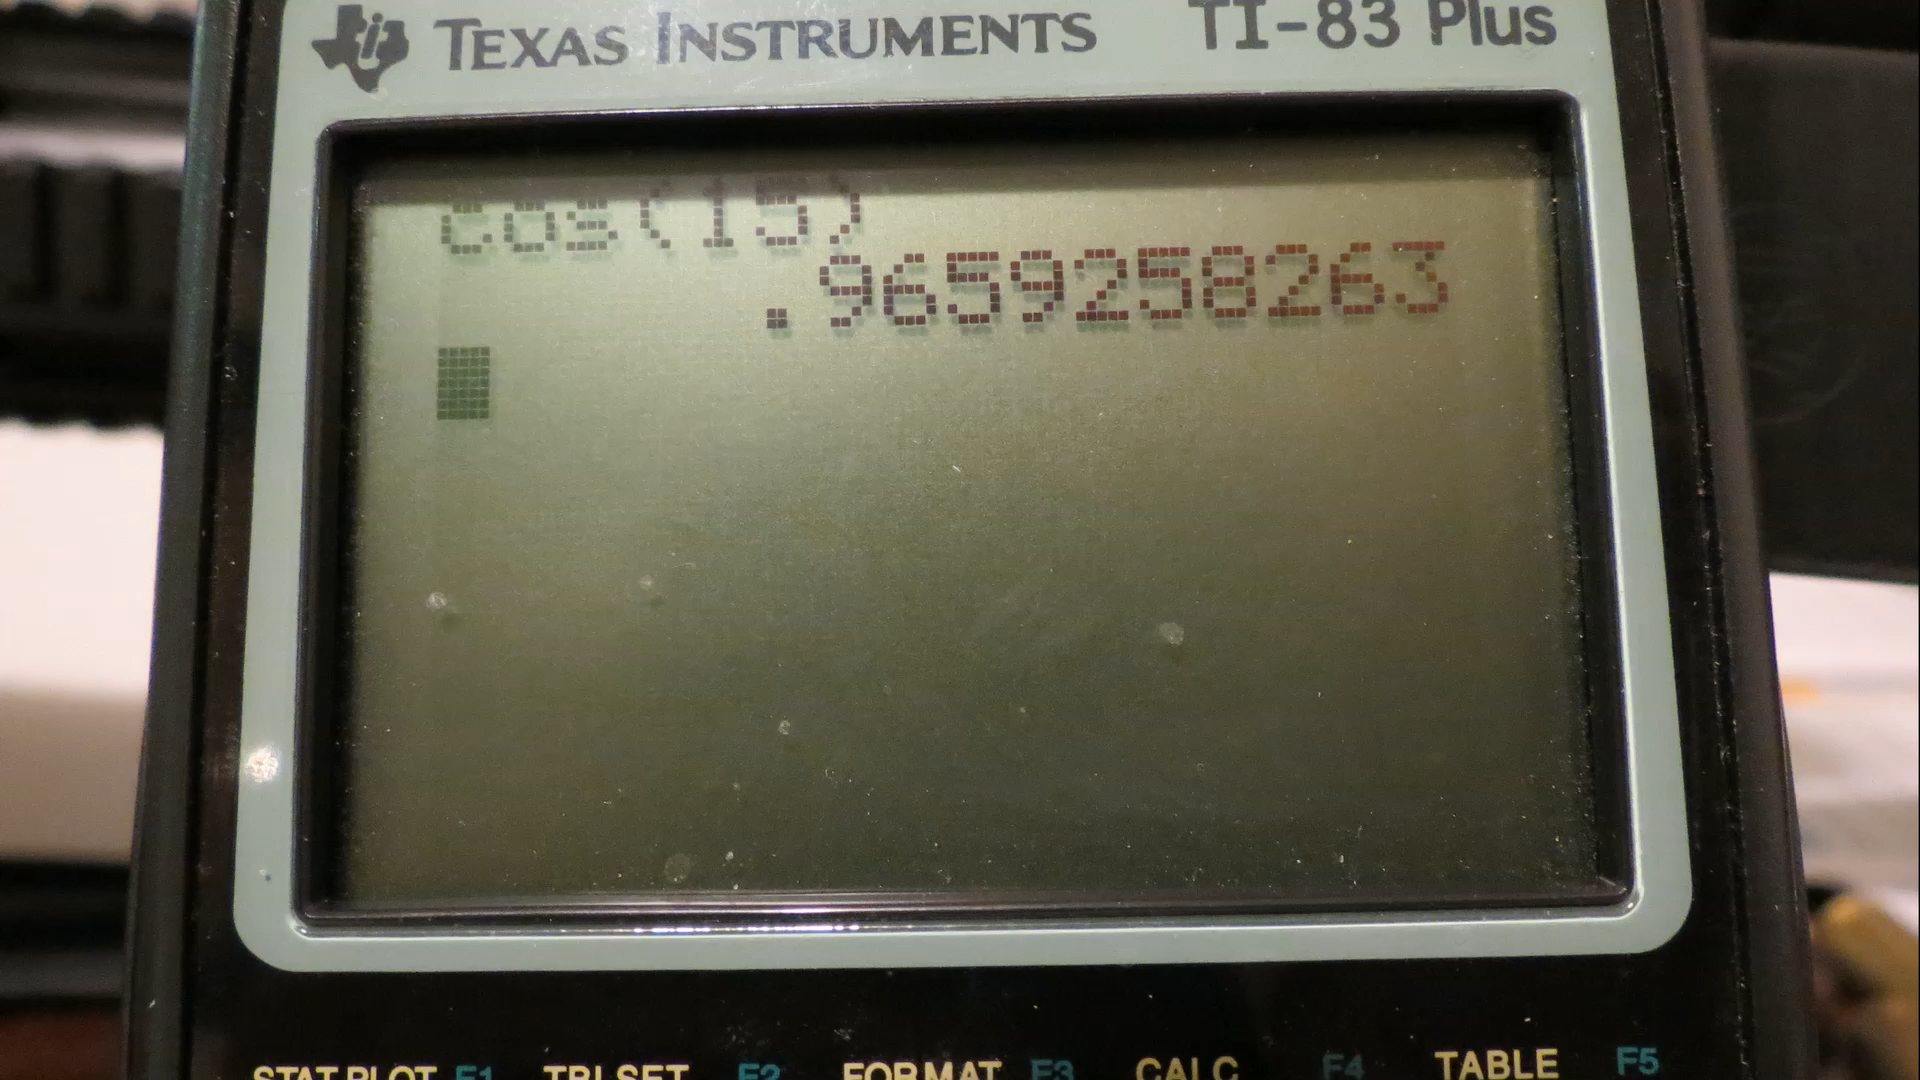 TEXAS INSTRUMENTS TI-83 Plus
cos(15)
.9659258263
STAT PLOT F1 TBLSET F2 FORMAT F3 CALC F4 TABLE F5